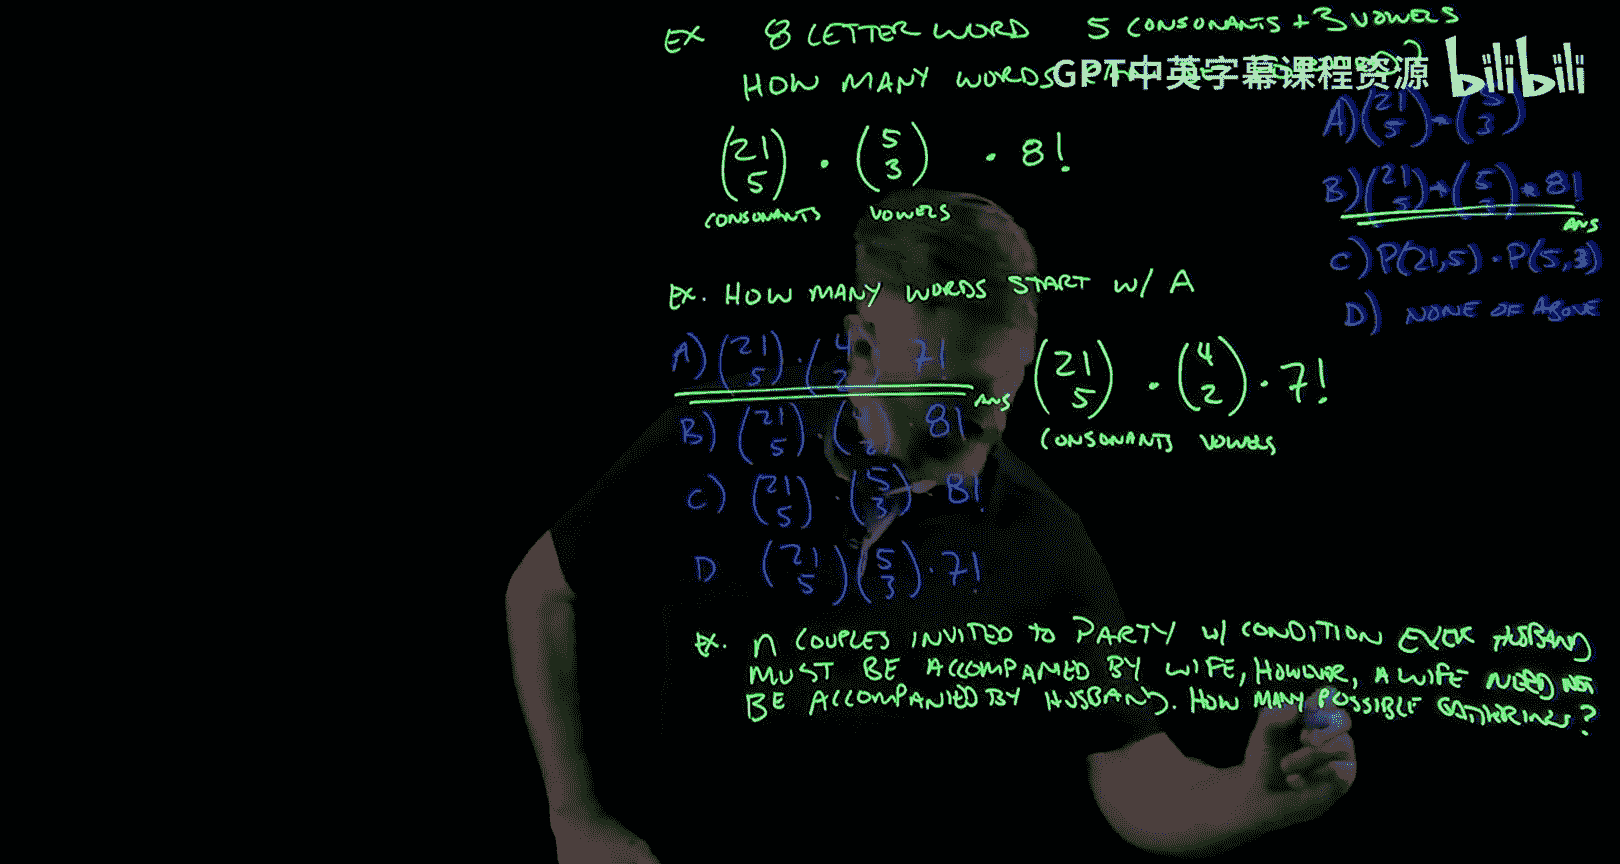 EX 8 LETTER WORD 5 CONSONANTS + 3 VOWELS
HOW MANY WORDS
GPT中英字幕课程资源 bilibili
(21 5) · (5 3) · 8!
CONSONANTS VOWELS
A) (21 5) · (5 3)
B) (21 5) · (5 3) · 8!
ANS
C) P(21,5) · P(5,3)
D) NONE OF ABOVE
EX. HOW MANY WORDS START W/ A
A) (21 5) · (4 2) · 7!
ANS
B) (21 5) · (4 2) · 8!
C) (21 5) · (5 3) · 8!
D (21 5) (5 3) · 7!
(21 5) · (4 2) · 7!
CONSONANTS VOWELS
EX. n COUPLES INVITED TO PARTY W/ CONDITION HUSBAND
MUST BE ACCOMPANIED BY WIFE, HOWEVER, A WIFE NEED NOT
BE ACCOMPANIED BY HUSBAND. HOW MANY POSSIBLE GATHERINGS?